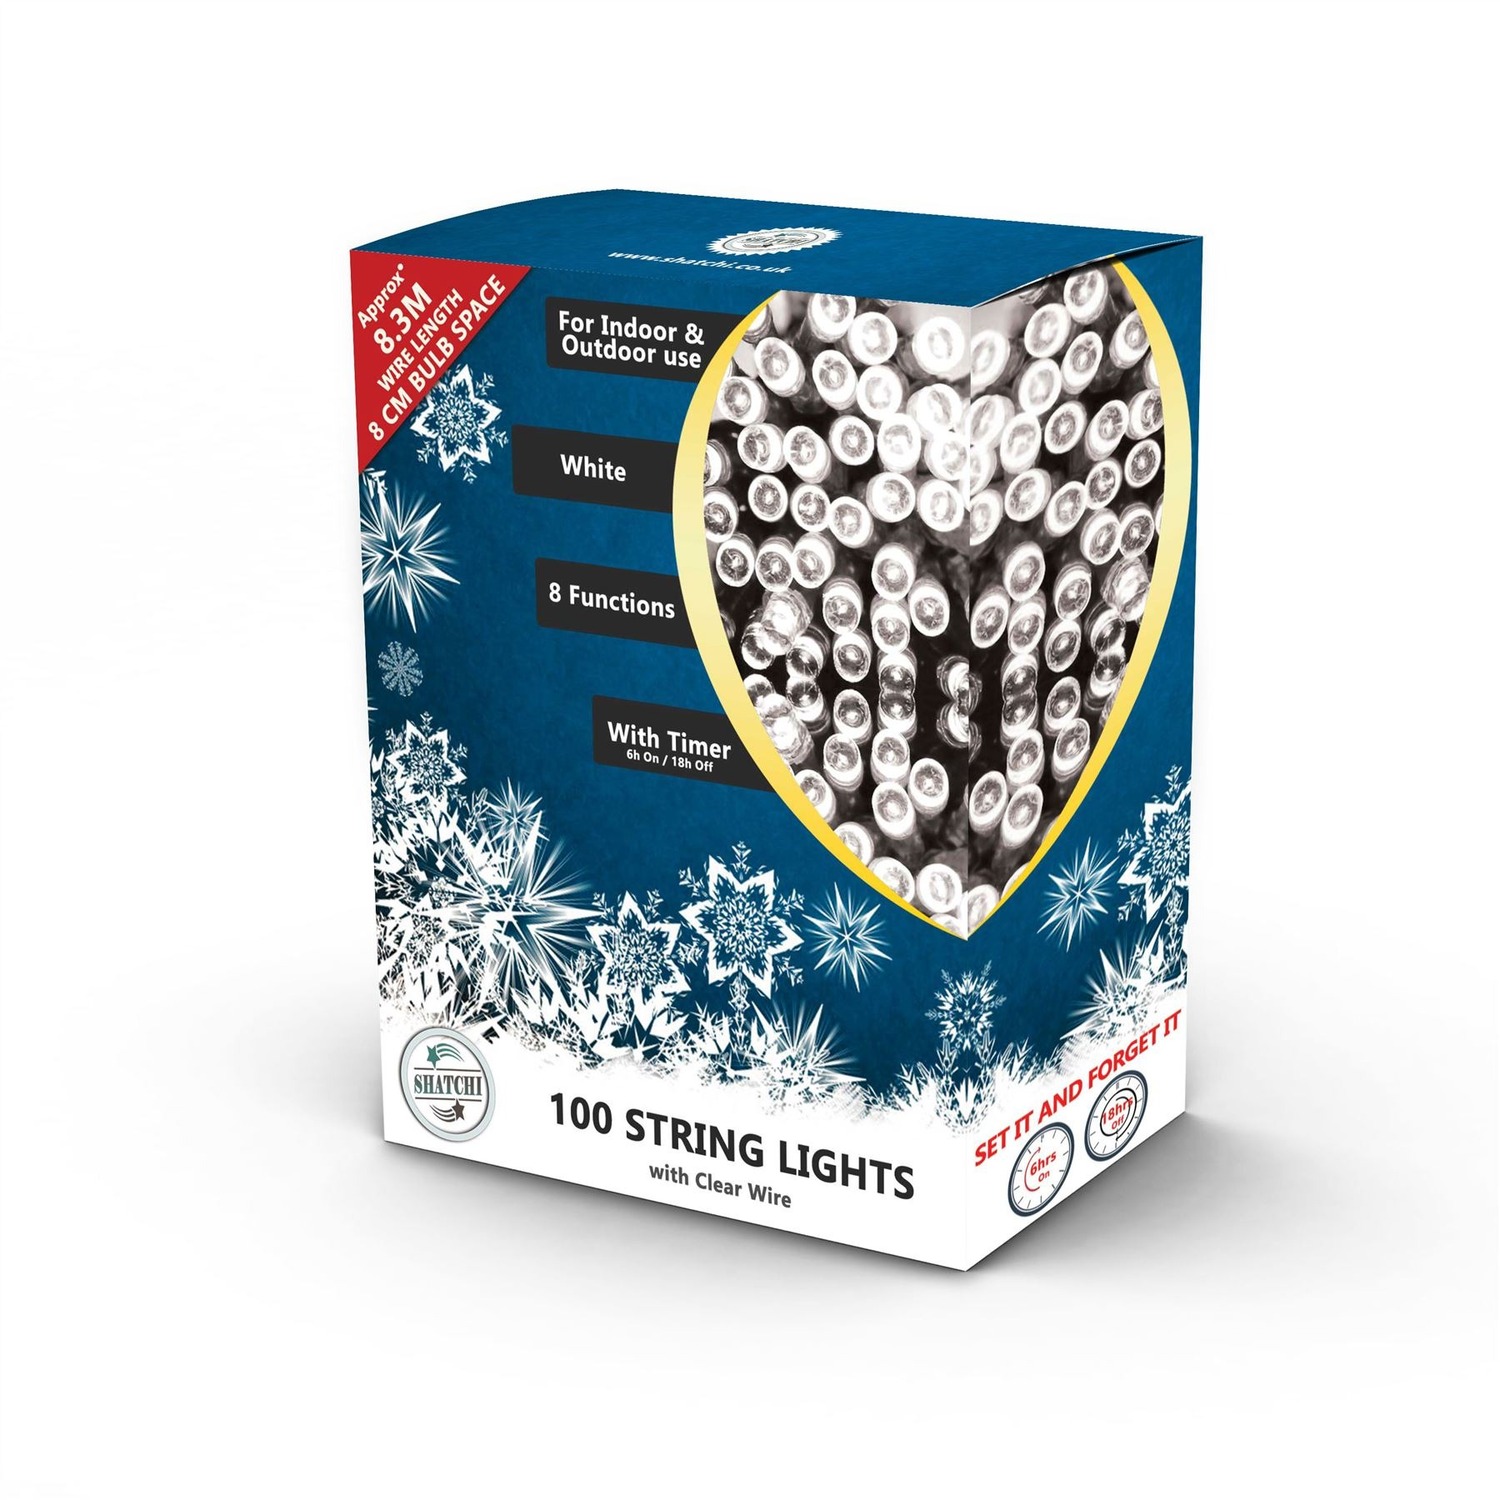 SHATCHI
www.shatchi.co.uk
Approx*
8.3M
WIRE LENGTH
8 CM BULB SPACE
For Indoor &
Outdoor use
White
8 Functions
With Timer
6h On / 18h Off
SHATCHI
100 STRING LIGHTS
with Clear Wire
SET IT AND FORGET IT
6hrs
On
18hrs
Off